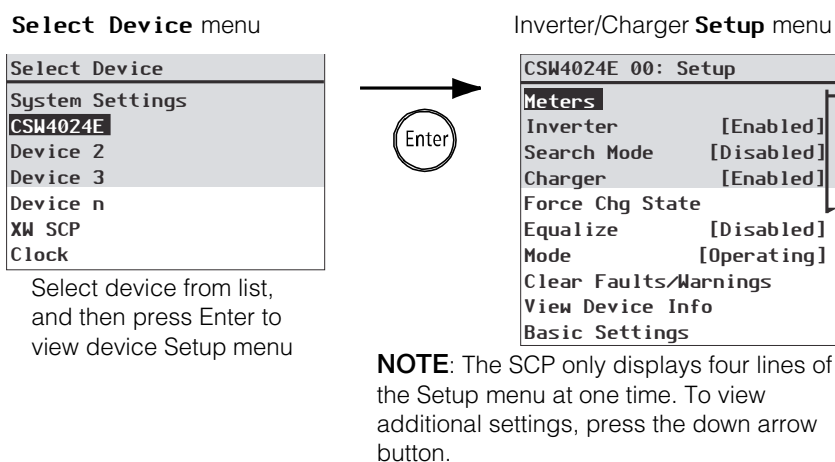 Select Device menu
Select Device
System Settings
CSW4024E
Device 2
Device 3
Device n
XW SCP
Clock
Select device from list,
and then press Enter to
view device Setup menu
Enter
Inverter/Charger Setup menu
CSW4024E 00: Setup
Meters
Inverter [Enabled]
Search Mode [Disabled]
Charger [Enabled]
Force Chg State
Equalize [Disabled]
Mode [Operating]
Clear Faults/Warnings
View Device Info
Basic Settings
NOTE: The SCP only displays four lines of
the Setup menu at one time. To view
additional settings, press the down arrow
button.